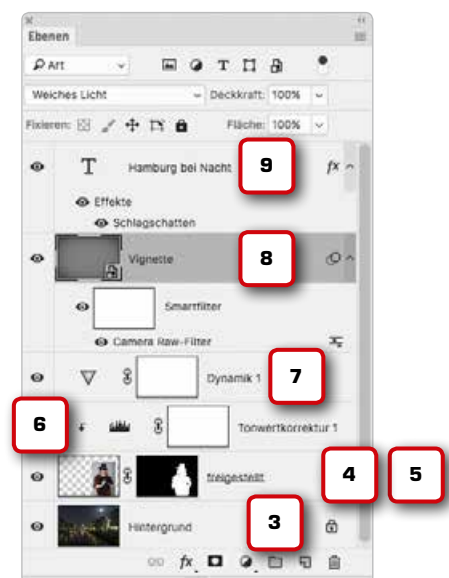 Ebenen
Art
Weiches Licht Deckkraft: 100%
Fixieren: Fläche: 100%
T Hamburg bei Nacht 9 fx
Effekte
Schlagschatten
Vignette 8
Smartfilter
Camera Raw-Filter
Dynamik 1 7
6 Tonwertkorrektur 1
freigestellt 4 5
Hintergrund 3
fx